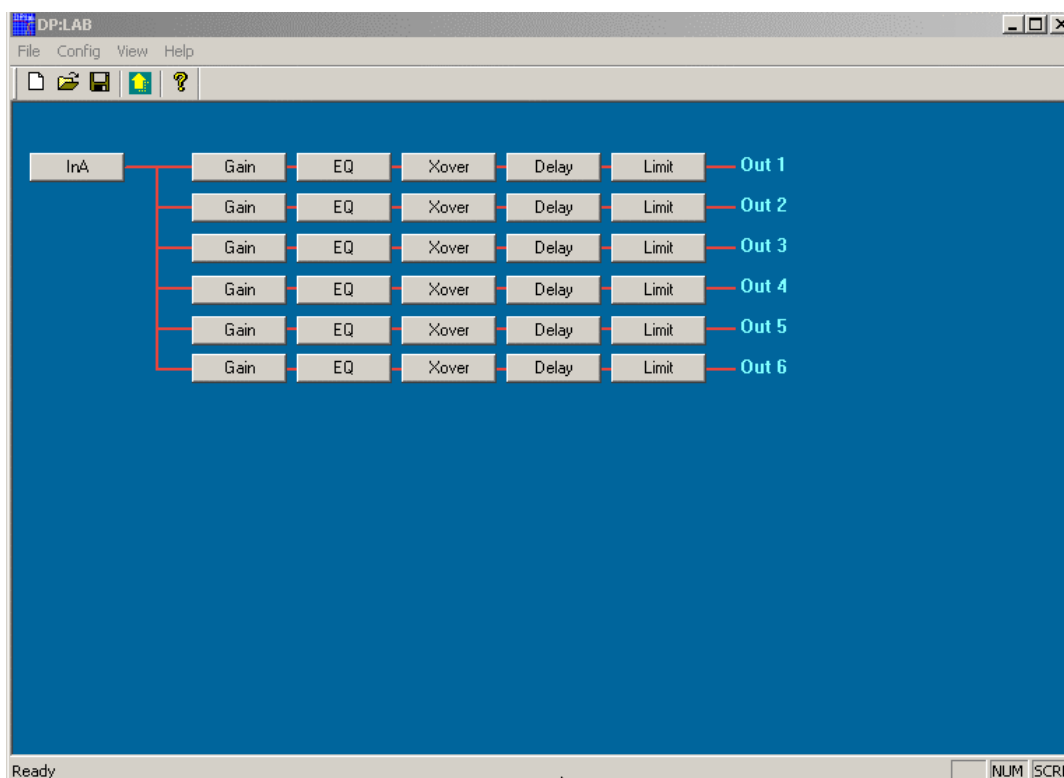 DP:LAB
File Config View Help
InA Gain EQ Xover Delay Limit Out 1
Gain EQ Xover Delay Limit Out 2
Gain EQ Xover Delay Limit Out 3
Gain EQ Xover Delay Limit Out 4
Gain EQ Xover Delay Limit Out 5
Gain EQ Xover Delay Limit Out 6
Ready NUM SCRL